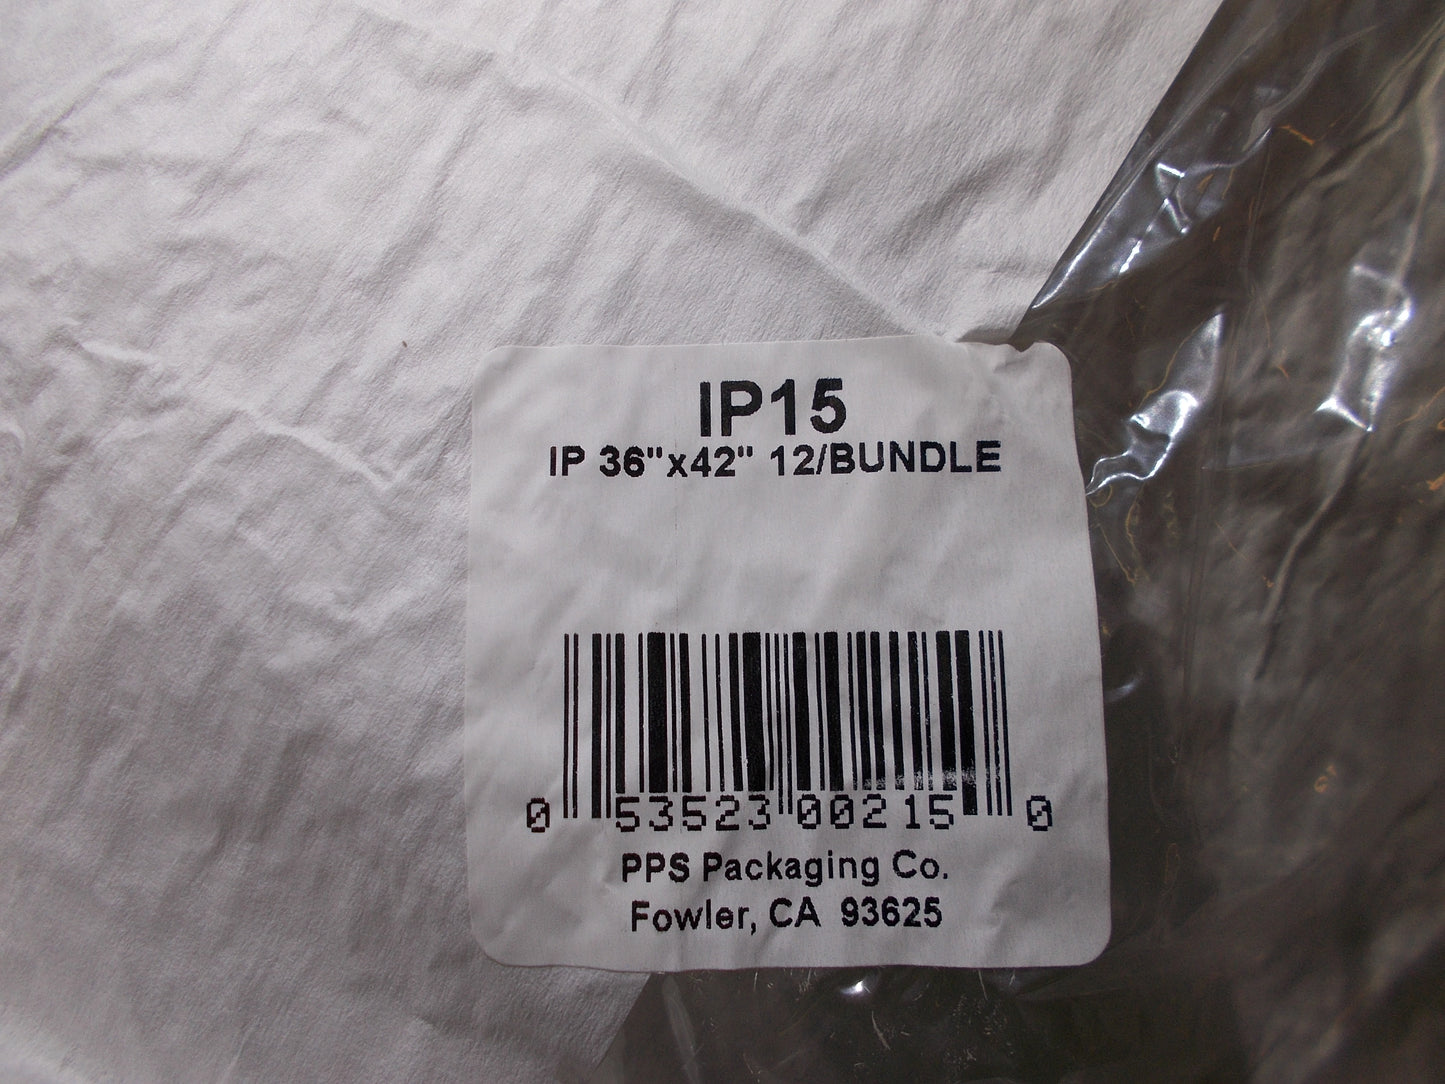 IP15
IP 36"x42" 12/BUNDLE
0 53523 00215 0
PPS Packaging Co.
Fowler, CA 93625